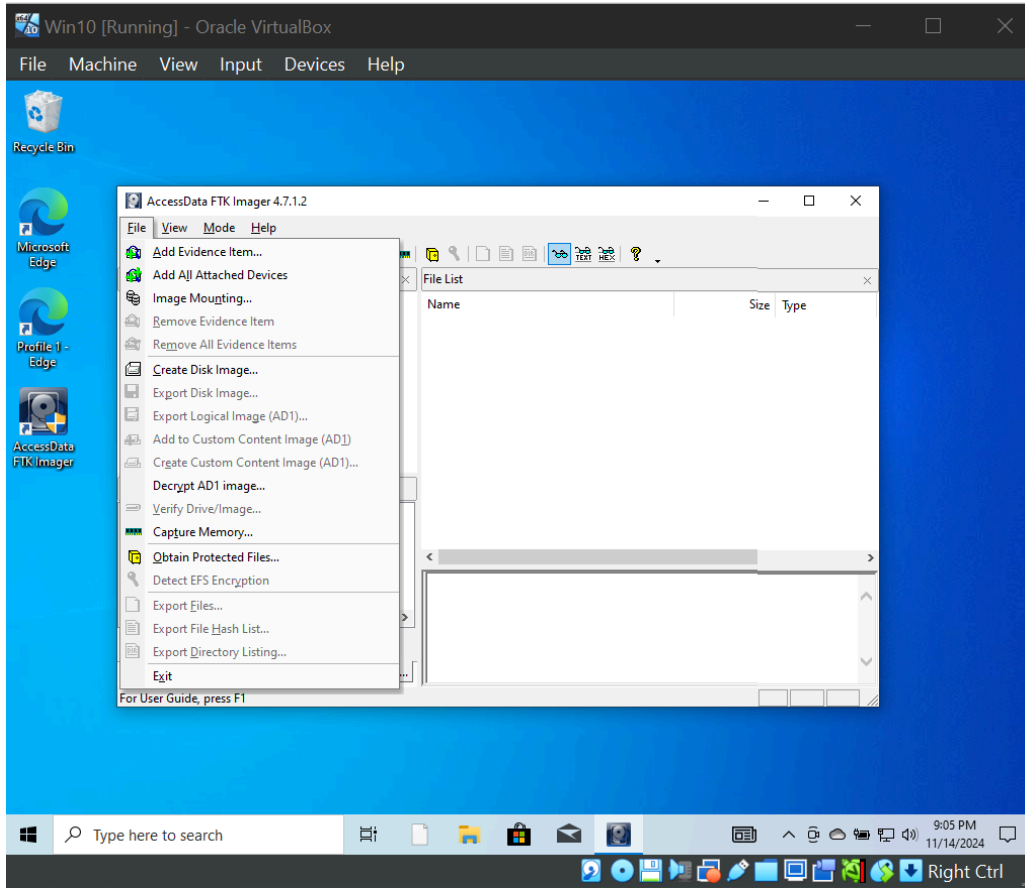 Win10 [Running] - Oracle VirtualBox
File Machine View Input Devices Help
Recycle Bin
Microsoft
Edge
Profile 1 -
Edge
AccessData
FTK Imager
AccessData FTK Imager 4.7.1.2
File View Mode Help
Add Evidence Item...
Add All Attached Devices
Image Mounting...
Remove Evidence Item
Remove All Evidence Items
Create Disk Image...
Export Disk Image...
Export Logical Image (AD1)...
Add to Custom Content Image (AD1)
Create Custom Content Image (AD1)...
Decrypt AD1 image...
Verify Drive/Image...
Capture Memory...
Obtain Protected Files...
Detect EFS Encryption
Export Files...
Export File Hash List...
Export Directory Listing...
Exit
TEXT HEX
File List
Name Size Type
...
For User Guide, press F1
Type here to search
9:05 PM
11/14/2024
Right Ctrl